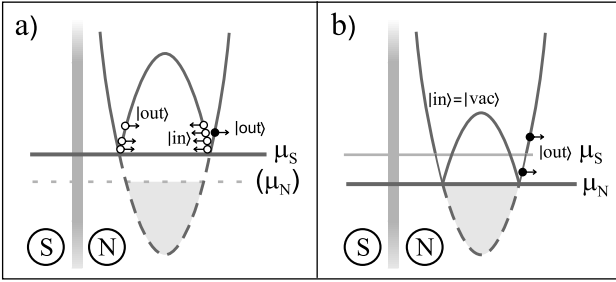 a)
|out⟩
|in⟩
|out⟩
μS
(μN)
S N
b)
|in⟩=|vac⟩
|out⟩
μS
μN
S N